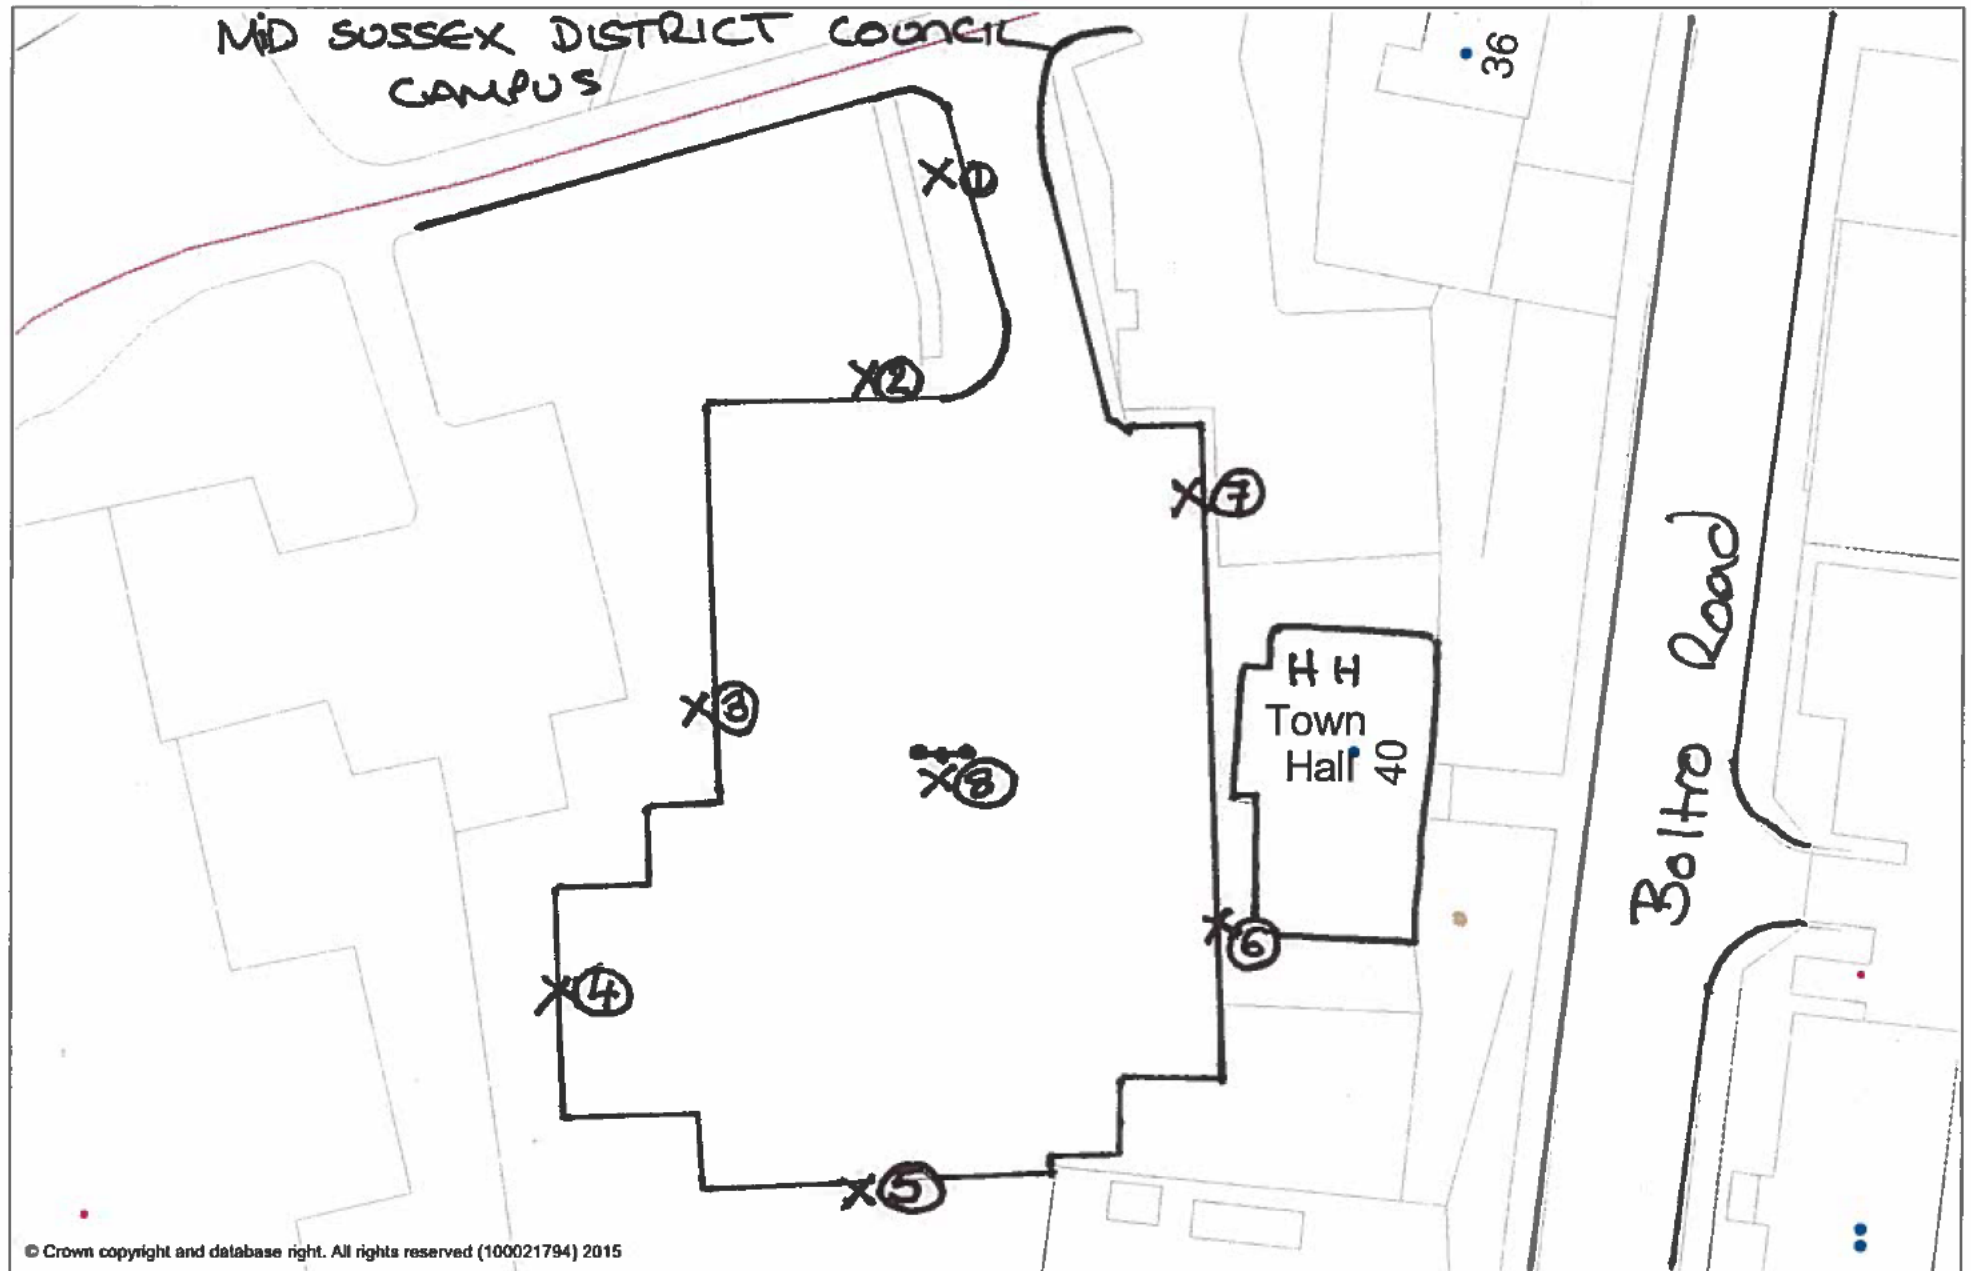 MiD SUSSEX DISTRICT COUNCIL
CAMPUS
36
1
2
7
3
8
H H
Town
Hall
40
Boltro Road
6
4
5
© Crown copyright and database right. All rights reserved (100021794) 2015